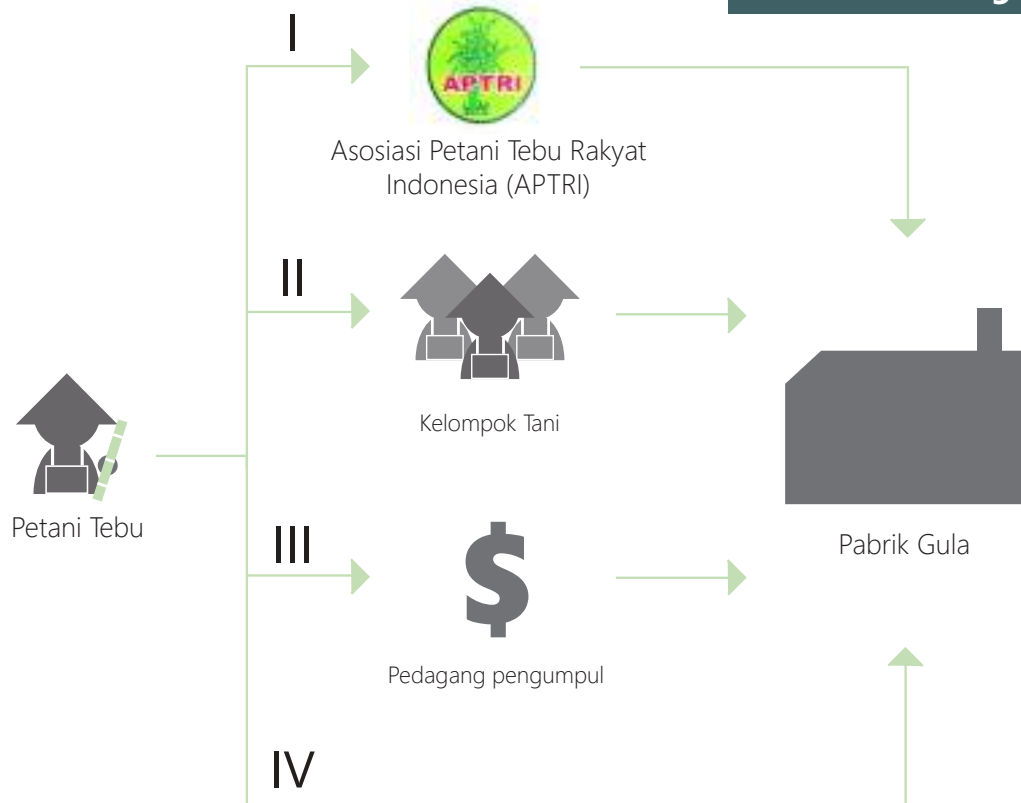 I
APTRI
Asosiasi Petani Tebu Rakyat
Indonesia (APTRI)
II
Kelompok Tani
Petani Tebu
III
Pabrik Gula
Pedagang pengumpul
IV